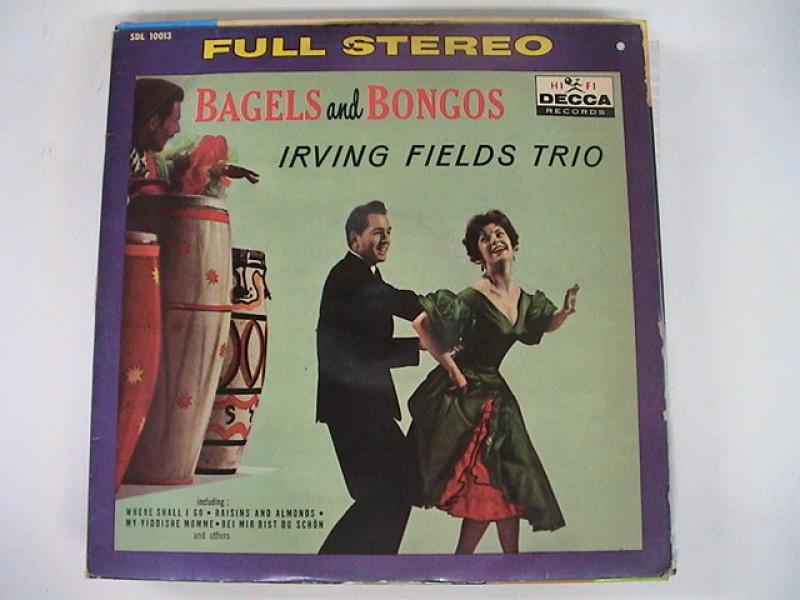 SDL 10013
FULL STEREO
BAGELS and BONGOS
HI FI
DECCA
RECORDS
IRVING FIELDS TRIO
including:
WHERE SHALL I GO • RAISINS AND ALMONDS •
MY YIDDISHE MOMME • BEI MIR BIST DU SCHÖN
and others